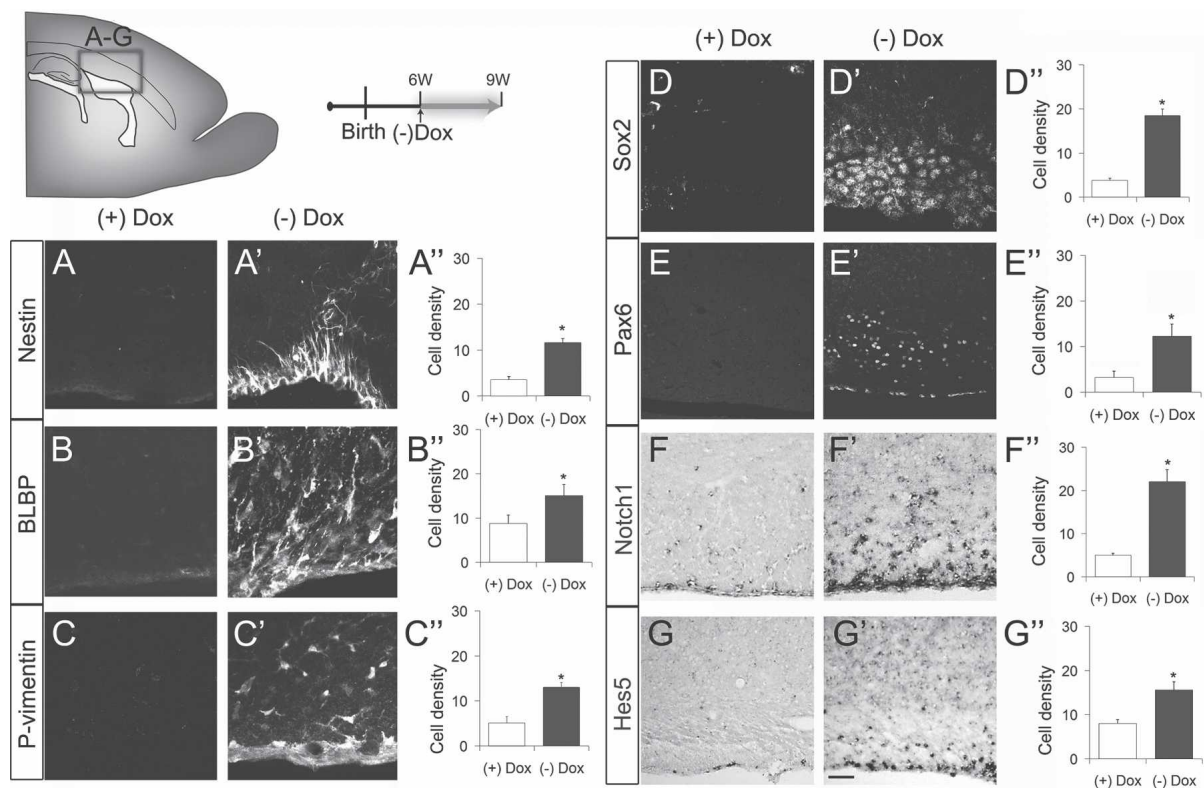 A-G
6W 9W
Birth (-)Dox
(+) Dox (-) Dox
Nestin
A A' A''
Cell density
30
20
10
0
(+) Dox (-) Dox
*
BLBP
B B' B''
Cell density
30
20
10
0
(+) Dox (-) Dox
*
P-vimentin
C C' C''
Cell density
30
20
10
0
(+) Dox (-) Dox
*
(+) Dox (-) Dox
Sox2
D D' D''
Cell density
30
20
10
0
(+) Dox (-) Dox
*
Pax6
E E' E''
Cell density
30
20
10
0
(+) Dox (-) Dox
*
Notch1
F F' F''
Cell density
30
20
10
0
(+) Dox (-) Dox
*
Hes5
G G' G''
Cell density
30
20
10
0
(+) Dox (-) Dox
*